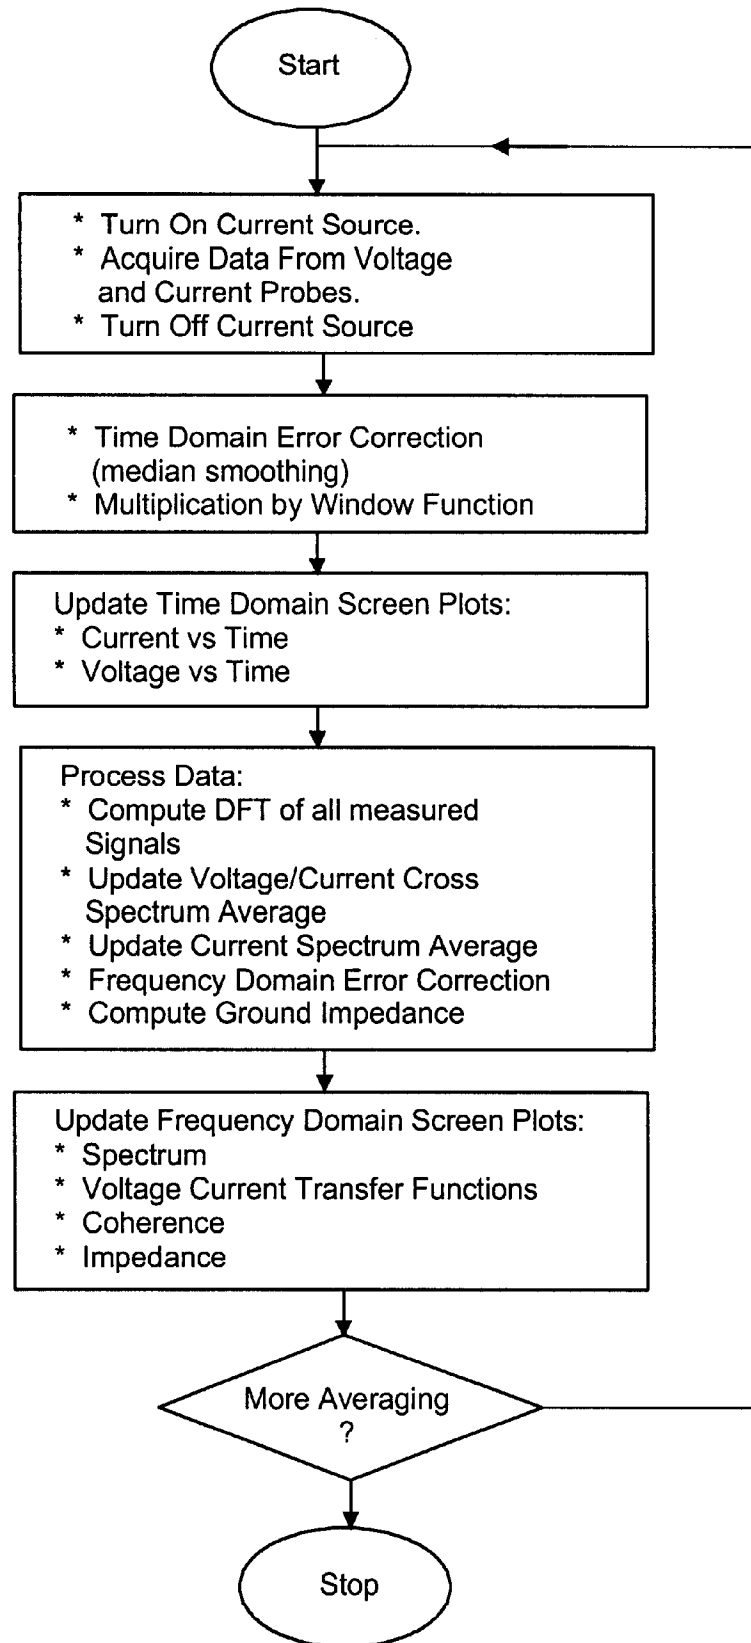 Start
* Turn On Current Source.
* Acquire Data From Voltage
and Current Probes.
* Turn Off Current Source
* Time Domain Error Correction
(median smoothing)
* Multiplication by Window Function
Update Time Domain Screen Plots:
* Current vs Time
* Voltage vs Time
Process Data:
* Compute DFT of all measured
Signals
* Update Voltage/Current Cross
Spectrum Average
* Update Current Spectrum Average
* Frequency Domain Error Correction
* Compute Ground Impedance
Update Frequency Domain Screen Plots:
* Spectrum
* Voltage Current Transfer Functions
* Coherence
* Impedance
More Averaging
?
Stop